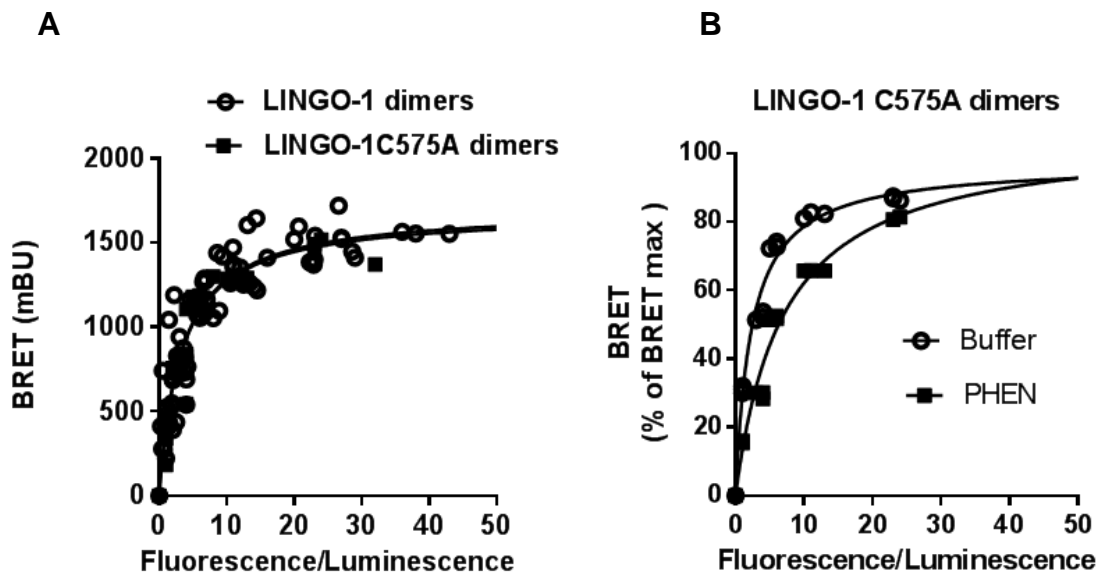 A
LINGO-1 dimers
LINGO-1C575A dimers
BRET (mBU)
2000
1500
1000
500
0
0 10 20 30 40 50
Fluorescence/Luminescence
B
LINGO-1 C575A dimers
BRET
(% of BRET max )
100
80
60
40
20
0
Buffer
PHEN
0 10 20 30 40 50
Fluorescence/Luminescence